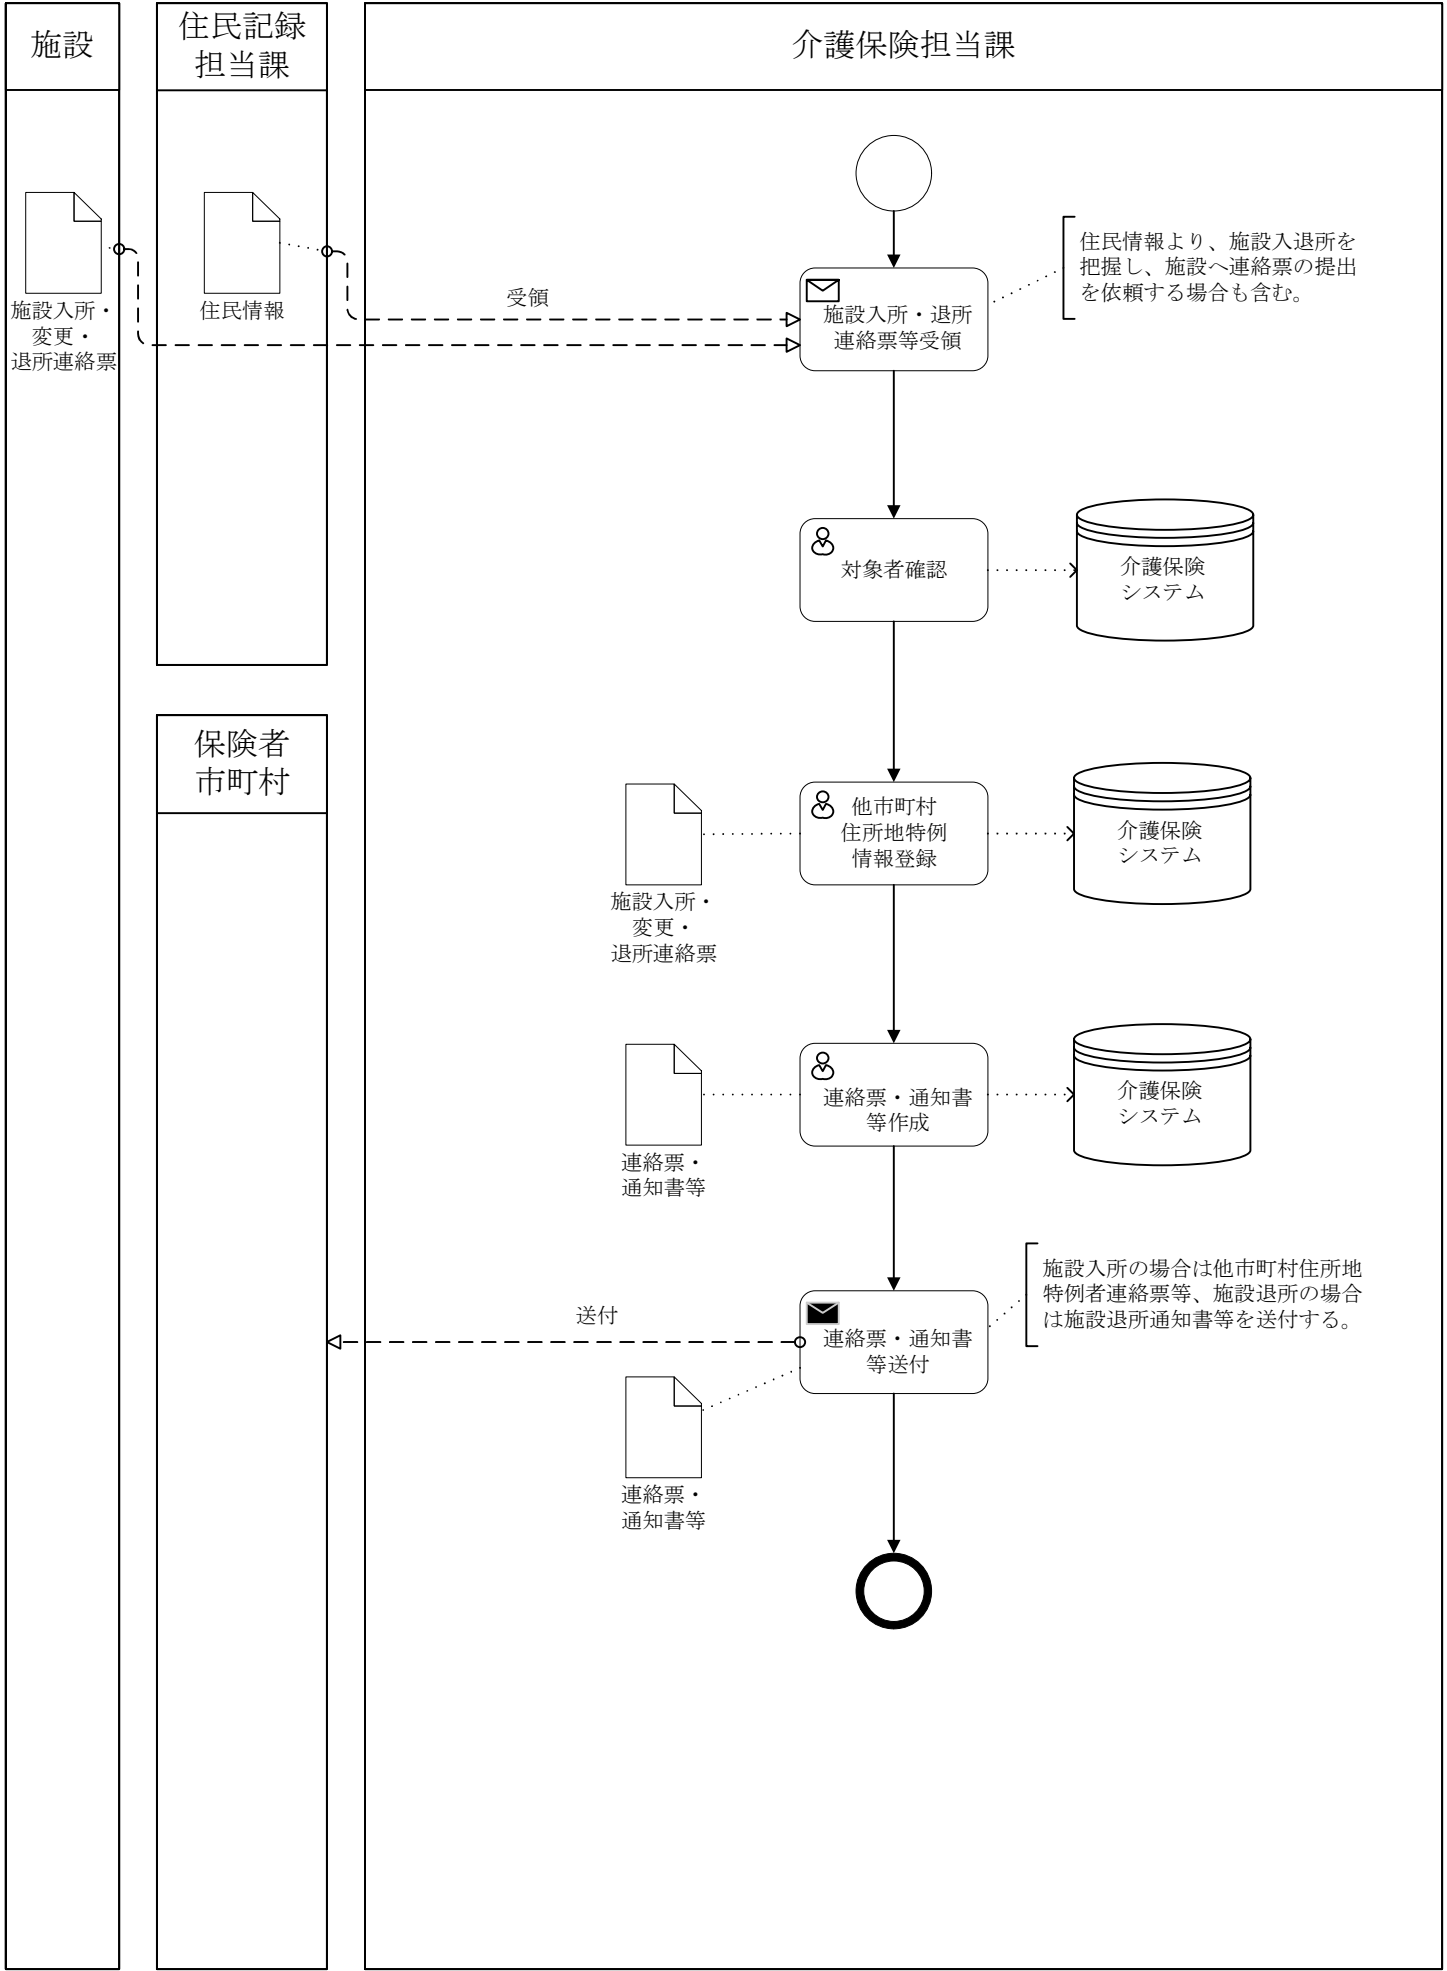 施設
住民記録
担当課
介護保険担当課
施設入所・
変更・
退所連絡票
住民情報
受領
施設入所・退所
連絡票等受領
住民情報より、施設入退所を
把握し、施設へ連絡票の提出
を依頼する場合も含む。
対象者確認
介護保険
システム
保険者
市町村
他市町村
住所地特例
情報登録
介護保険
システム
施設入所・
変更・
退所連絡票
連絡票・通知書
等作成
介護保険
システム
連絡票・
通知書等
送付
連絡票・通知書
等送付
施設入所の場合は他市町村住所地
特例者連絡票等、施設退所の場合
は施設退所通知書等を送付する。
連絡票・
通知書等